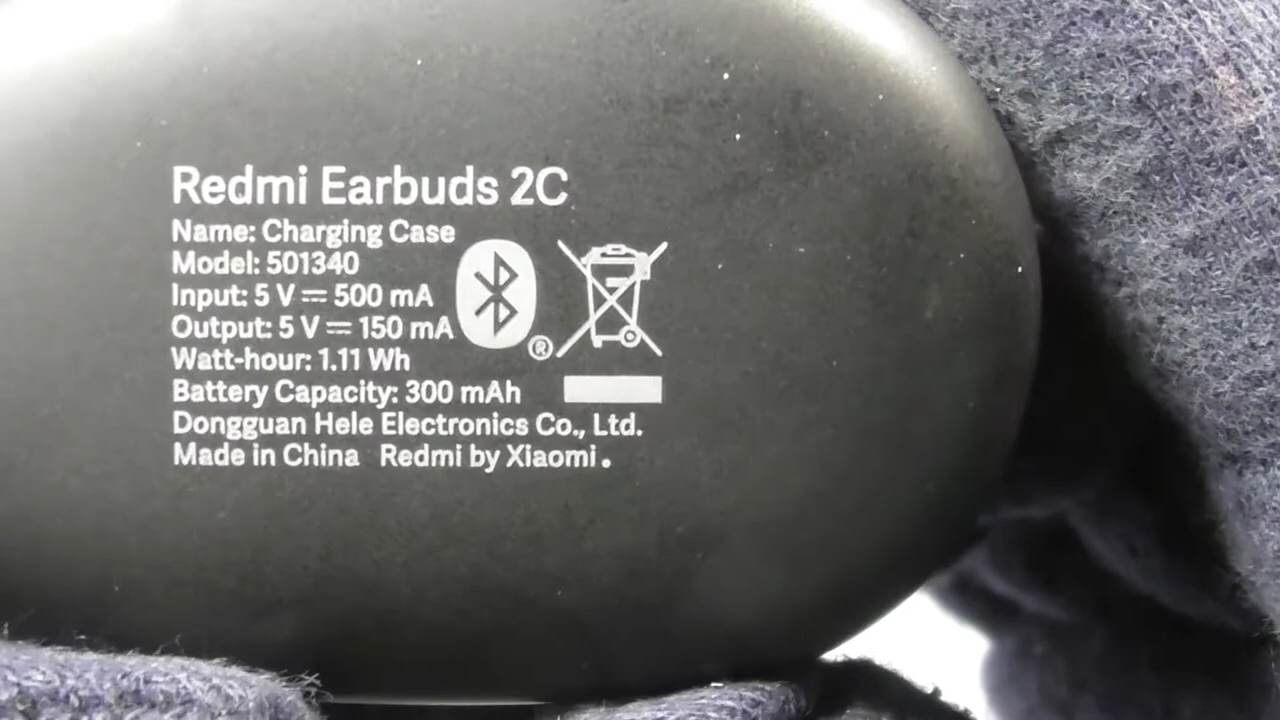 Redmi Earbuds 2C
Name: Charging Case
Model: 501340
Input: 5 V⎓500 mA
Output: 5 V⎓150 mA
Watt-hour: 1.11 Wh
Battery Capacity: 300 mAh
Dongguan Hele Electronics Co., Ltd.
Made in China Redmi by Xiaomi.
®